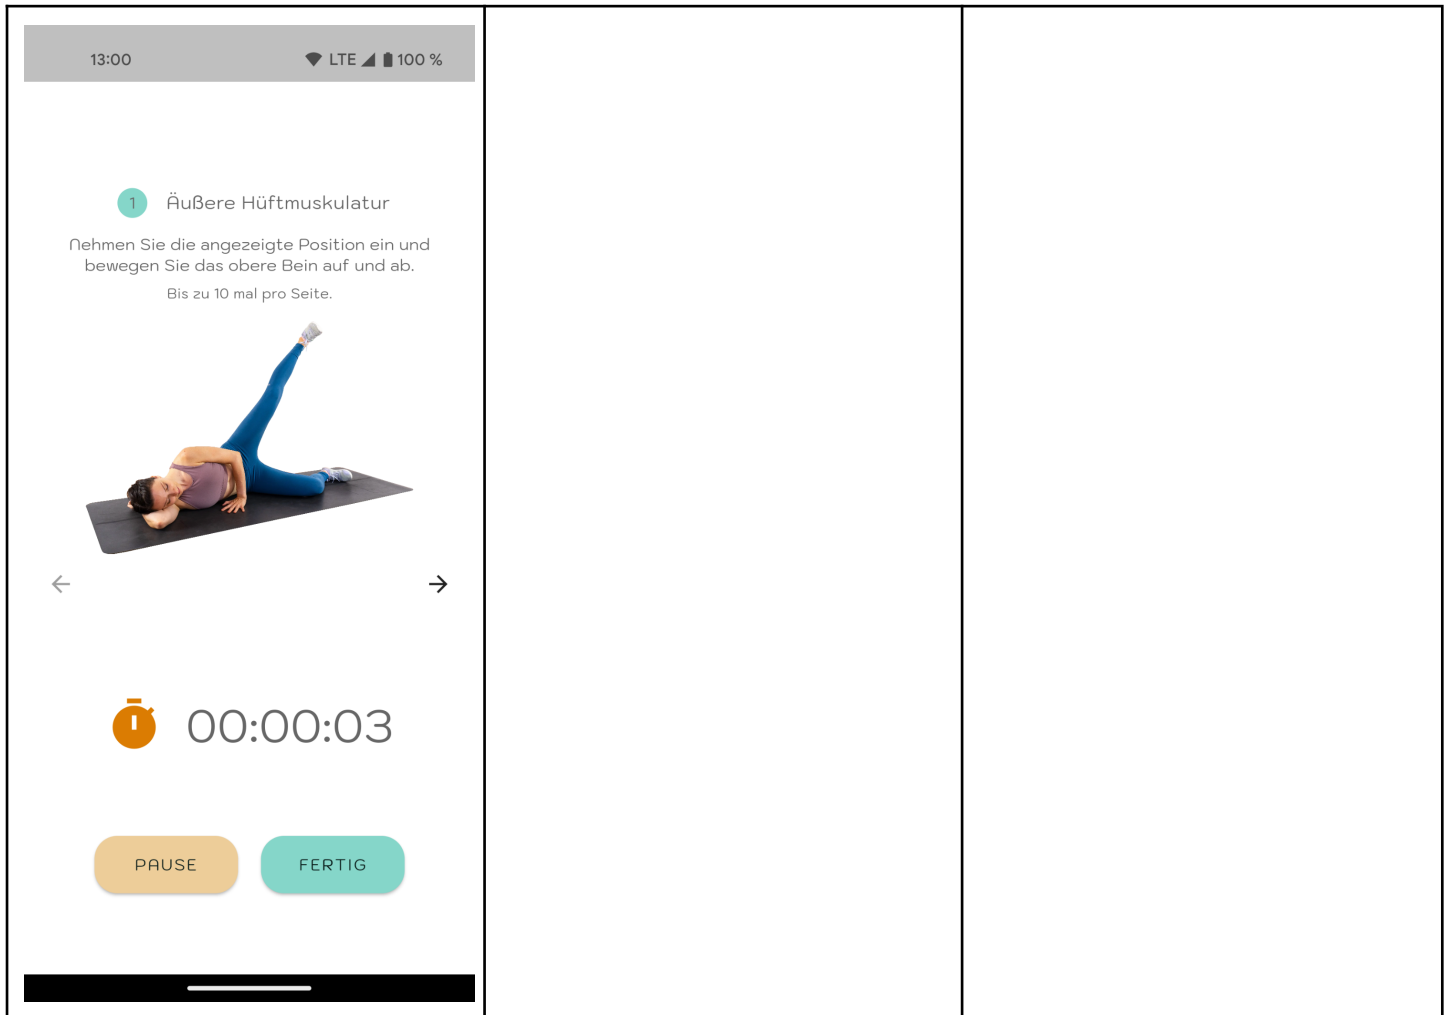 13:00 LTE 100 %
1 Äußere Hüftmuskulatur
Nehmen Sie die angezeigte Position ein und
bewegen Sie das obere Bein auf und ab.
Bis zu 10 mal pro Seite.
00:00:03
PAUSE FERTIG